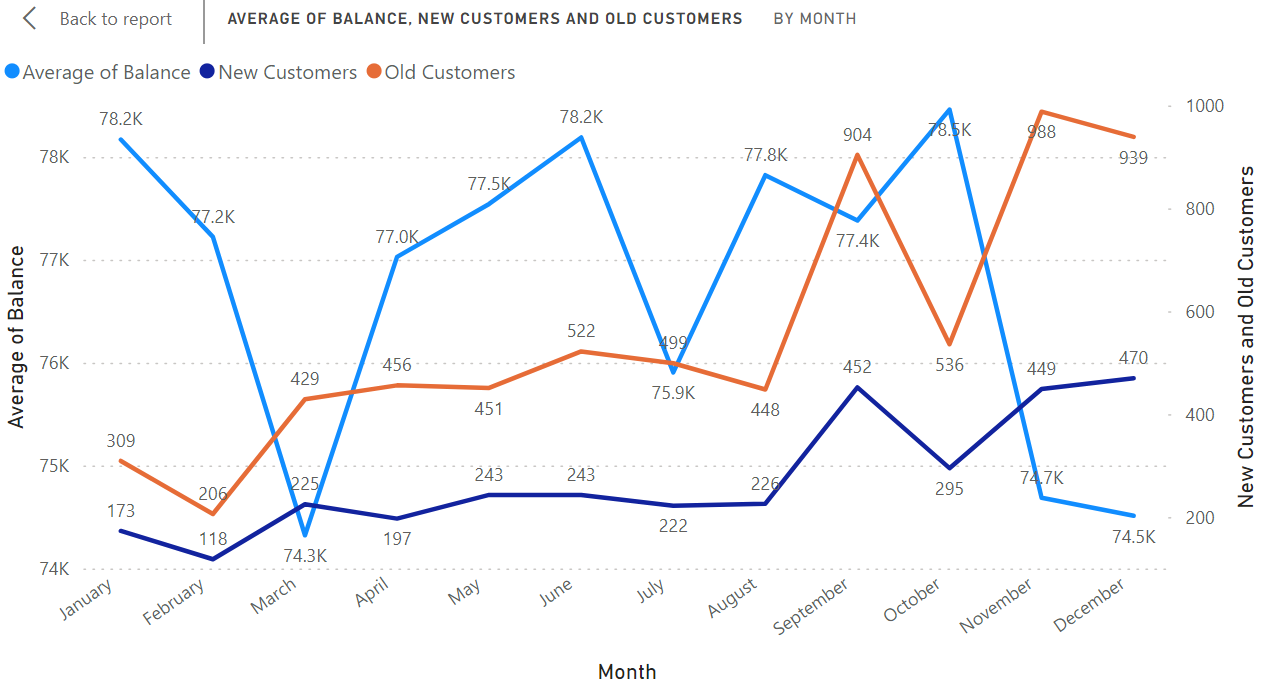 Back to report
AVERAGE OF BALANCE, NEW CUSTOMERS AND OLD CUSTOMERS BY MONTH
Average of Balance New Customers Old Customers
Average of Balance
78K
77K
76K
75K
74K
78.2K
77.2K
74.3K
77.0K
77.5K
78.2K
75.9K
77.8K
77.4K
78.5K
74.7K
74.5K
309
206
429
456
451
522
499
448
904
536
988
939
173
118
225
197
243
243
222
226
452
295
449
470
1000
800
600
400
200
New Customers and Old Customers
January
February
March
April
May
June
July
August
September
October
November
December
Month